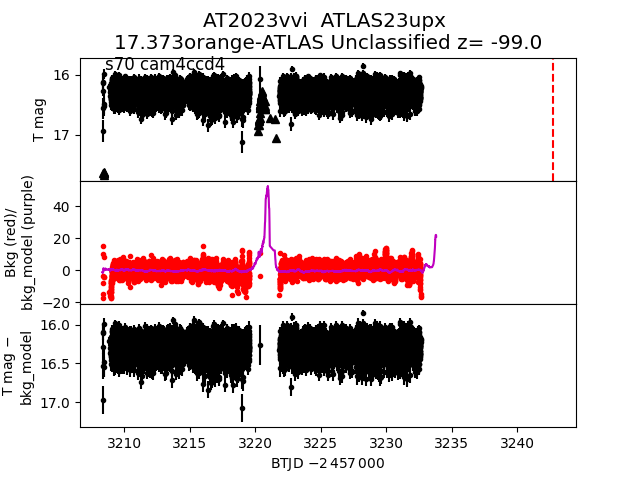 AT2023vvi  ATLAS23upx
17.373orange-ATLAS Unclassified z= -99.0
s70 cam4ccd4
16
17
T mag
40
20
0
−20
Bkg (red)/
bkg_model (purple)
16.0
16.5
17.0
T mag −
bkg_model
3210
3215
3220
3225
3230
3235
3240
BTJD −2 457 000